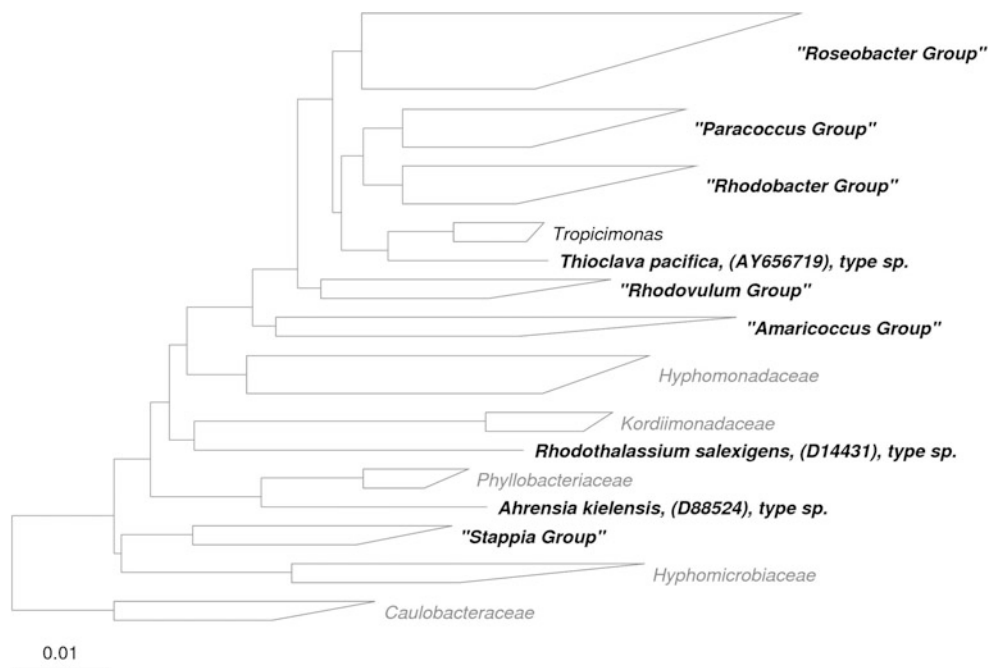 "Roseobacter Group"
"Paracoccus Group"
"Rhodobacter Group"
Tropicimonas
Thioclava pacifica, (AY656719), type sp.
"Rhodovulum Group"
"Amaricoccus Group"
Hyphomonadaceae
Kordiimonadaceae
Rhodothalassium salexigens, (D14431), type sp.
Phyllobacteriaceae
Ahrensia kielensis, (D88524), type sp.
"Stappia Group"
Hyphomicrobiaceae
Caulobacteraceae
0.01